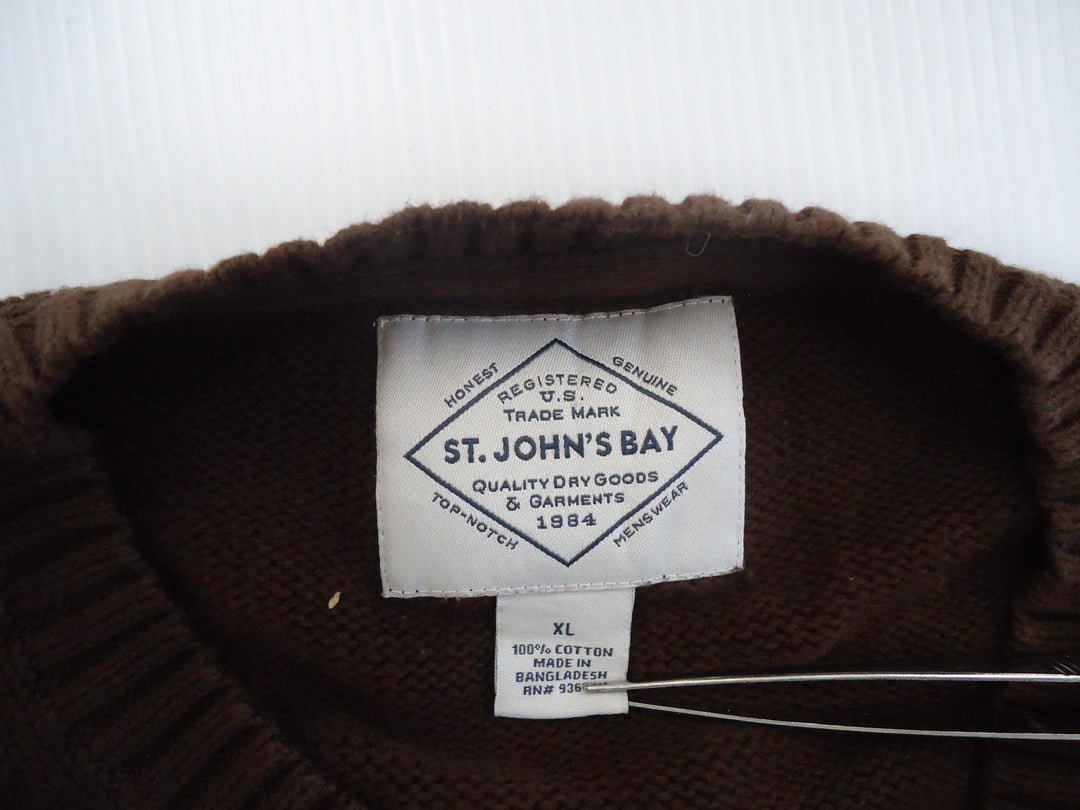 HONEST
GENUINE
REGISTERED
U.S.
TRADE MARK
ST. JOHN'S BAY
QUALITY DRY GOODS
& GARMENTS
1984
TOP-NOTCH
MENSWEAR
XL
100% COTTON
MADE IN
BANGLADESH
RN#